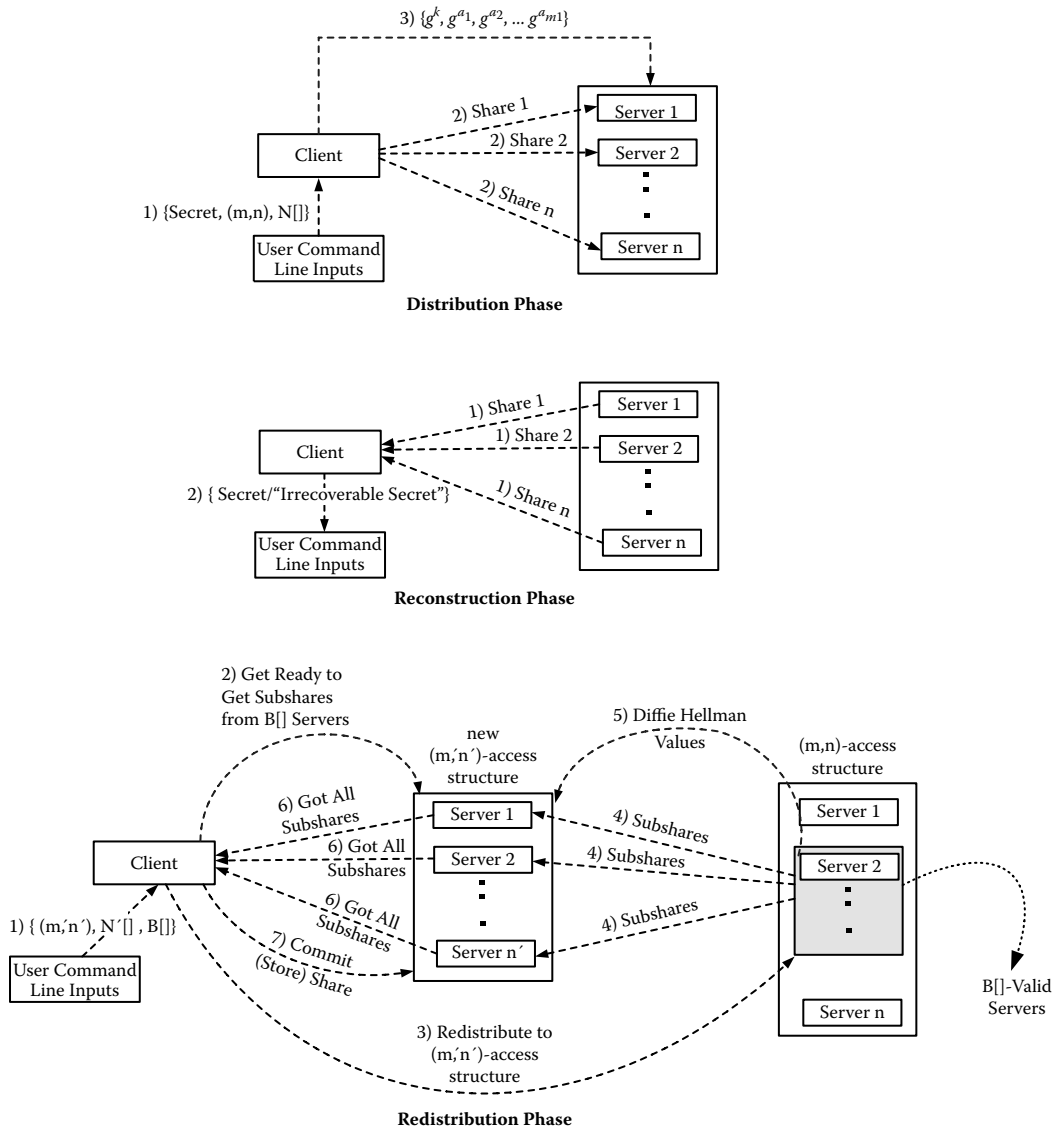 3) {g^k, g^a1, g^a2, ... g^am1}
Server 1
2) Share 1
2) Share 2
Client
Server 2
2) Share n
1) {Secret, (m,n), N[]}
User Command
Line Inputs
Server n
Distribution Phase
Server 1
1) Share 1
1) Share 2
Client
Server 2
1) Share n
2) { Secret/“Irrecoverable Secret”}
User Command
Line Inputs
Server n
Reconstruction Phase
2) Get Ready to
Get Subshares
from B[] Servers
5) Diffie Hellman
Values
new
(m,´n´)-access
structure
(m,n)-access
structure
6) Got All
Subshares
Server 1
4) Subshares
Server 1
Client
6) Got All
Subshares
Server 2
4) Subshares
Server 2
1) { (m,´n´), N´[] , B[]}
6) Got All
Subshares
4) Subshares
7) Commit
(Store) Share
Server n´
User Command
Line Inputs
B[]-Valid
Servers
Server n
3) Redistribute to
(m,´n´)-access
structure
Redistribution Phase